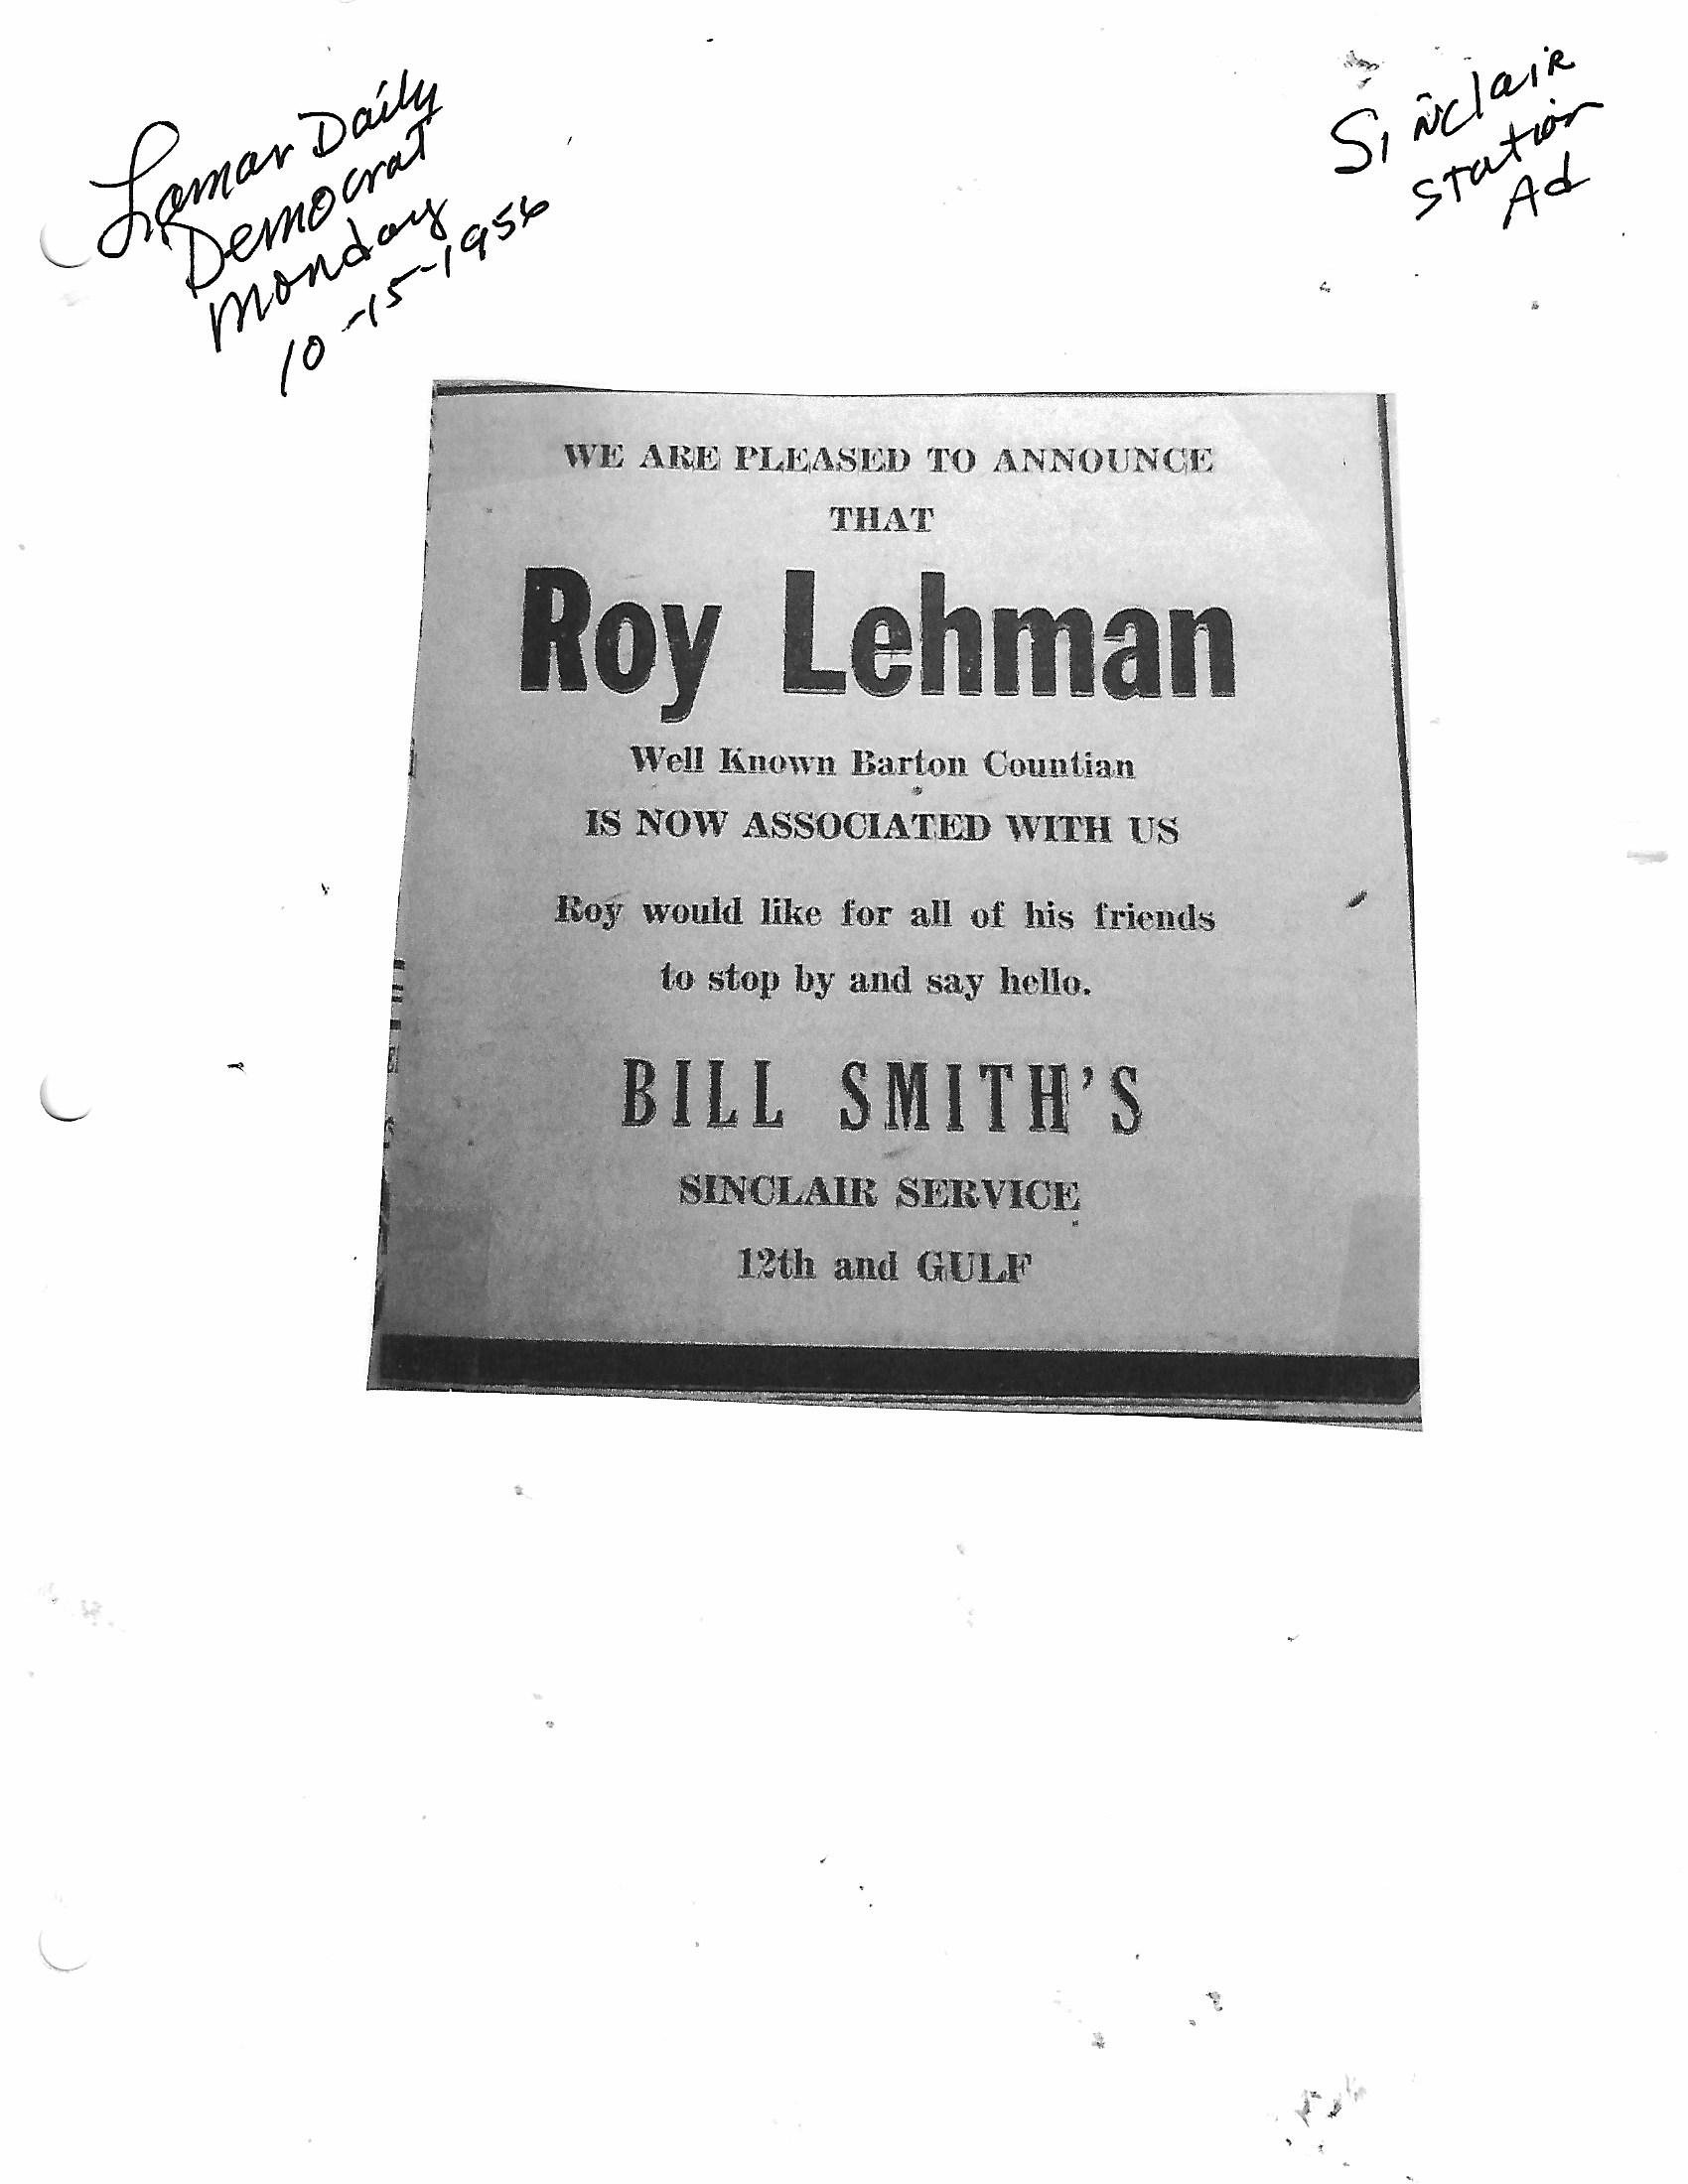 Lamar Daily
Democrat
Monday
10-15-1956
Sinclair
Station
Ad
WE ARE PLEASED TO ANNOUNCE
THAT
Roy Lehman
Well Known Barton Countian
IS NOW ASSOCIATED WITH US
Roy would like for all of his friends
to stop by and say hello.
BILL SMITH'S
SINCLAIR SERVICE
12th and GULF